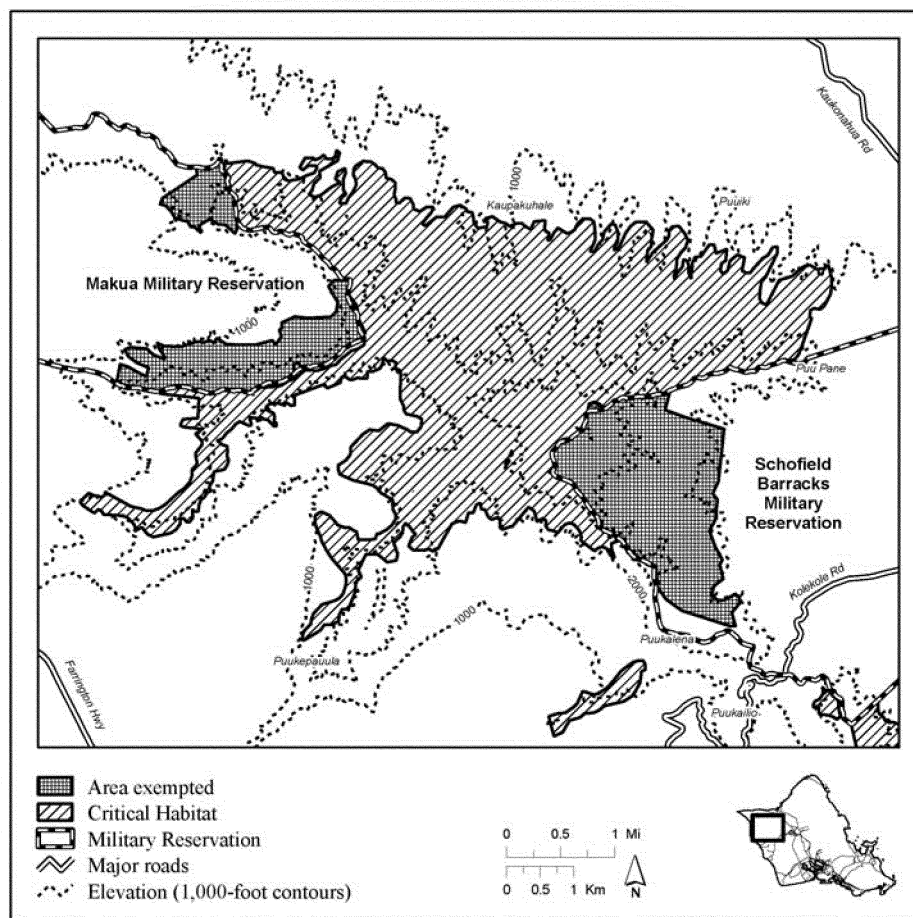 Kaukonahua Rd
1000
Kaupakuhale
Puuiki
Makua Military Reservation
1000
Puu Pane
Schofield
Barracks
Military
Reservation
1000
2000
Kolekole Rd
1000
Puukalena
Puukepauula
Farrington Hwy
Puukailio
Area exempted
Critical Habitat
Military Reservation
Major roads
Elevation (1,000-foot contours)
0 0.5 1 Mi
0 0.5 1 Km
N